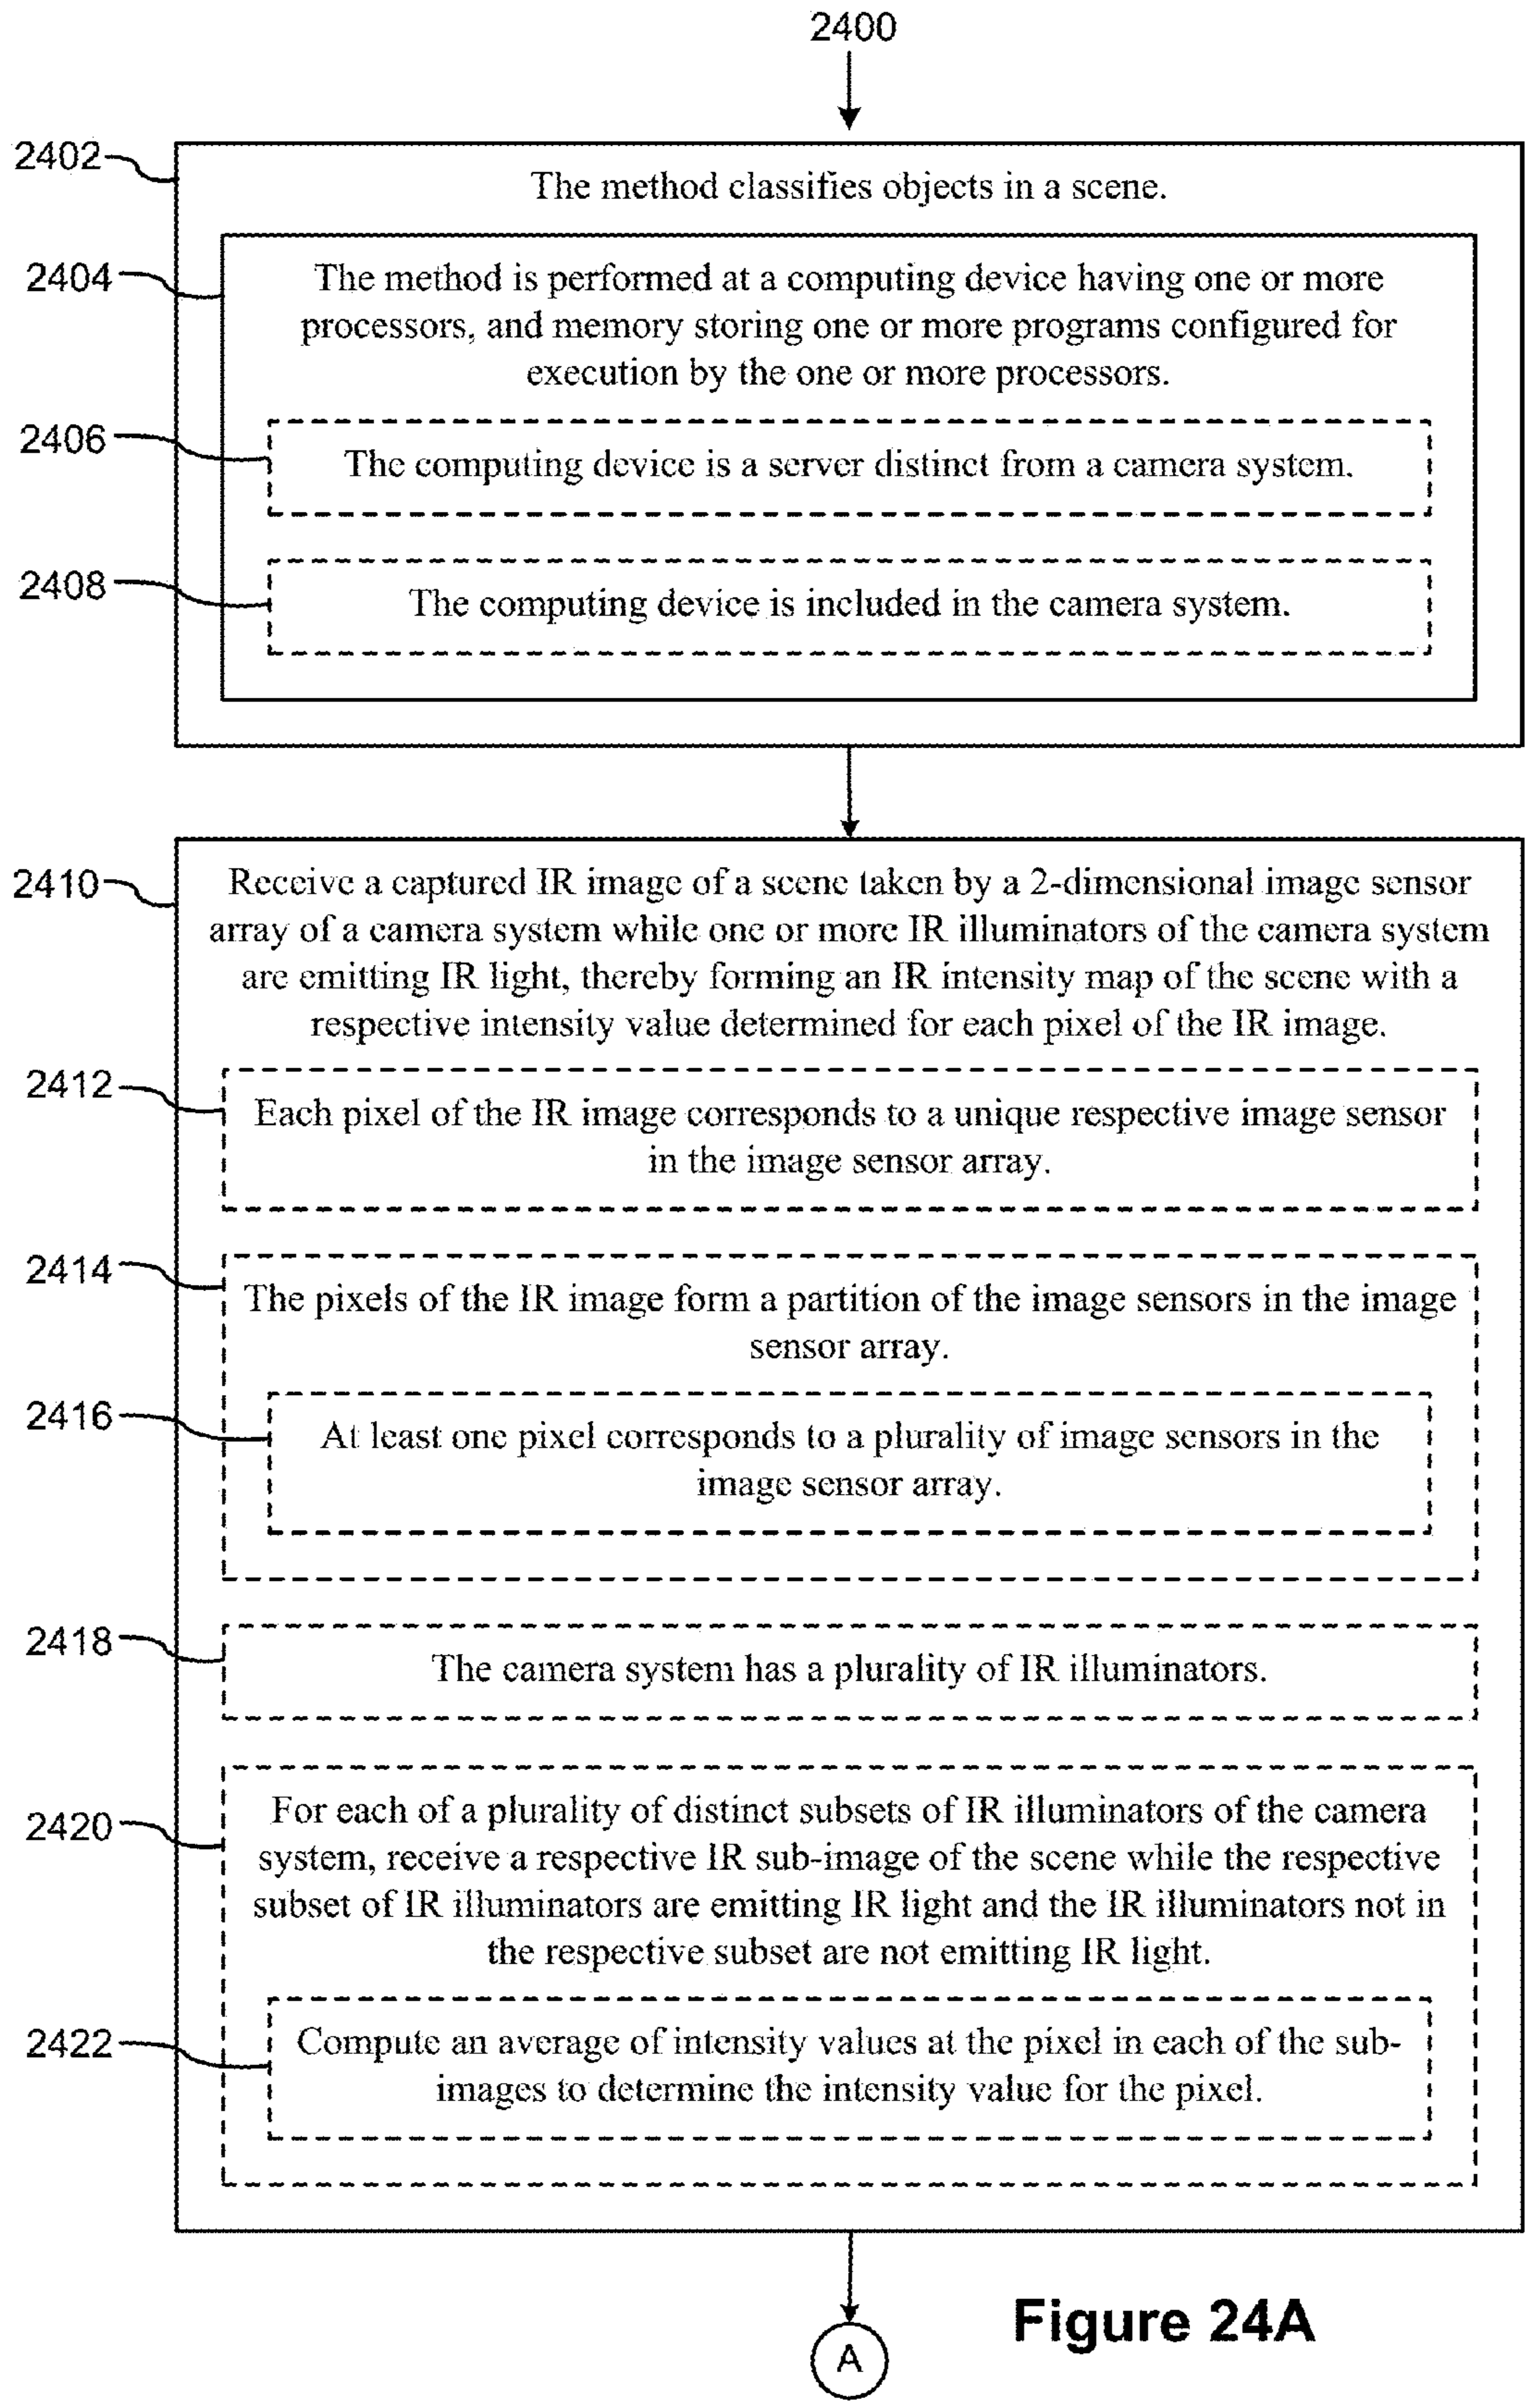 2400
2402
The method classifies objects in a scene.
2404
The method is performed at a computing device having one or more
processors, and memory storing one or more programs configured for
execution by the one or more processors.
2406
The computing device is a server distinct from a camera system.
2408
The computing device is included in the camera system.
2410
Receive a captured IR image of a scene taken by a 2-dimensional image sensor
array of a camera system while one or more IR illuminators of the camera system
are emitting IR light, thereby forming an IR intensity map of the scene with a
respective intensity value determined for each pixel of the IR image.
2412
Each pixel of the IR image corresponds to a unique respective image sensor
in the image sensor array.
2414
The pixels of the IR image form a partition of the image sensors in the image
sensor array.
2416
At least one pixel corresponds to a plurality of image sensors in the
image sensor array.
2418
The camera system has a plurality of IR illuminators.
2420
For each of a plurality of distinct subsets of IR illuminators of the camera
system, receive a respective IR sub-image of the scene while the respective
subset of IR illuminators are emitting IR light and the IR illuminators not in
the respective subset are not emitting IR light.
2422
Compute an average of intensity values at the pixel in each of the sub-
images to determine the intensity value for the pixel.
Figure 24A
A